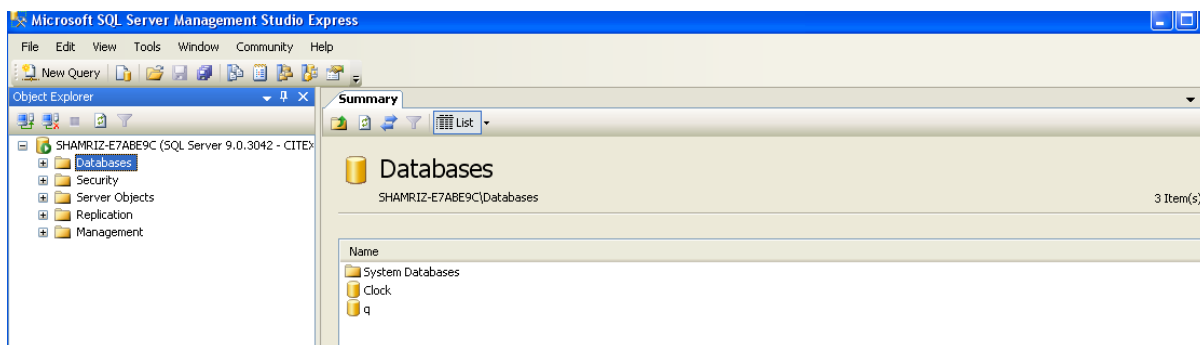 Microsoft SQL Server Management Studio Express
File Edit View Tools Window Community Help
New Query
Object Explorer
SHAMRIZ-E7ABE9C (SQL Server 9.0.3042 - CITEX
Databases
Security
Server Objects
Replication
Management
Summary
List
Databases
SHAMRIZ-E7ABE9C\Databases
3 Item(s)
Name
System Databases
Clock
q